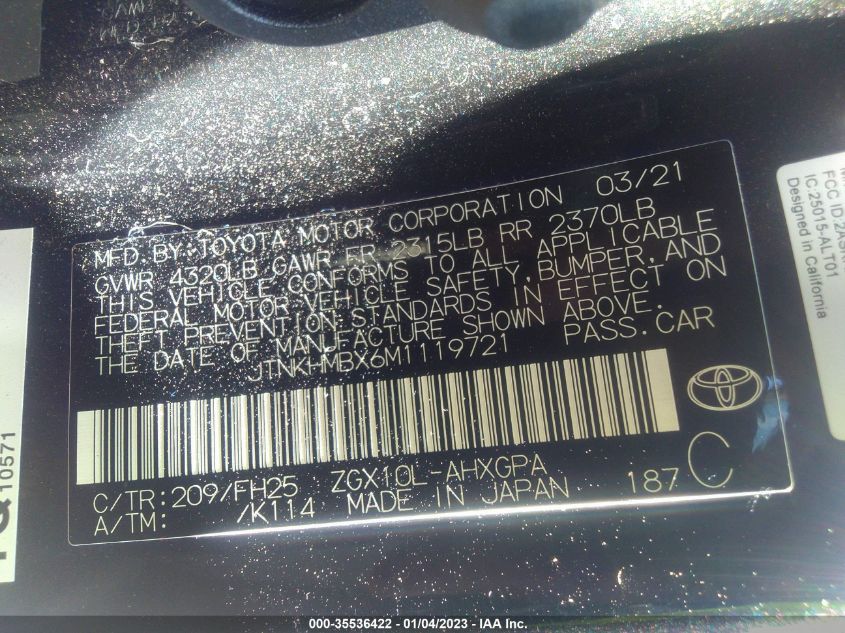 MFD. BY: TOYOTA MOTOR CORPORATION 03/21
GVWR 4320LB GAWR FR 2315LB RR 2370LB
THIS VEHICLE CONFORMS TO ALL APPLICABLE
FEDERAL MOTOR VEHICLE SAFETY, BUMPER, AND
THEFT PREVENTION STANDARDS IN EFFECT ON
THE DATE OF MANUFACTURE SHOWN ABOVE.
JTNKHMBX6M1119721 PASS. CAR
C/TR: 209/FH25 ZGX10L-AHXGPA 187 C
A/TM: /K114 MADE IN JAPAN
10571
FCC ID
IC:25015-ALT01
Designed in California
000-35536422 - 01/04/2023 - IAA Inc.